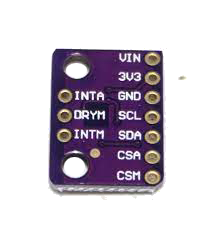 VIN
3V3
INTA GND
DRYM SCL
INTM SDA
CSA
CSM